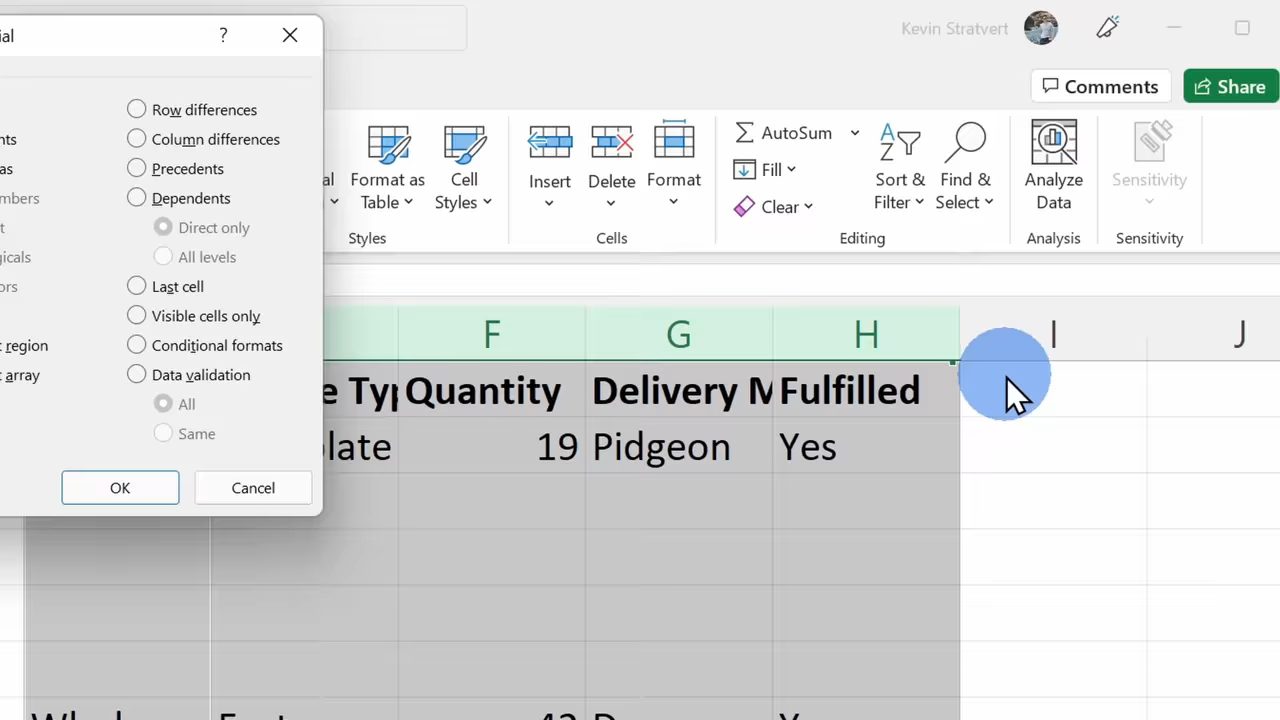 ial ? 
Kevin Stratvert
Comments Share
Row differences
nts Column differences
as Precedents
mbers Dependents
t Direct only
gicals All levels
ors Last cell
Visible cells only
t region Conditional formats
t array Data validation
All
Same
OK Cancel
al Format as Table
Cell Styles
Styles
Insert Delete Format
Cells
AutoSum
Fill
Clear
Sort & Filter
Find & Select
Editing
Analyze Data
Analysis
Sensitivity
Sensitivity
F G H I J
e Typ Quantity Delivery M Fulfilled
olate 19 Pidgeon Yes